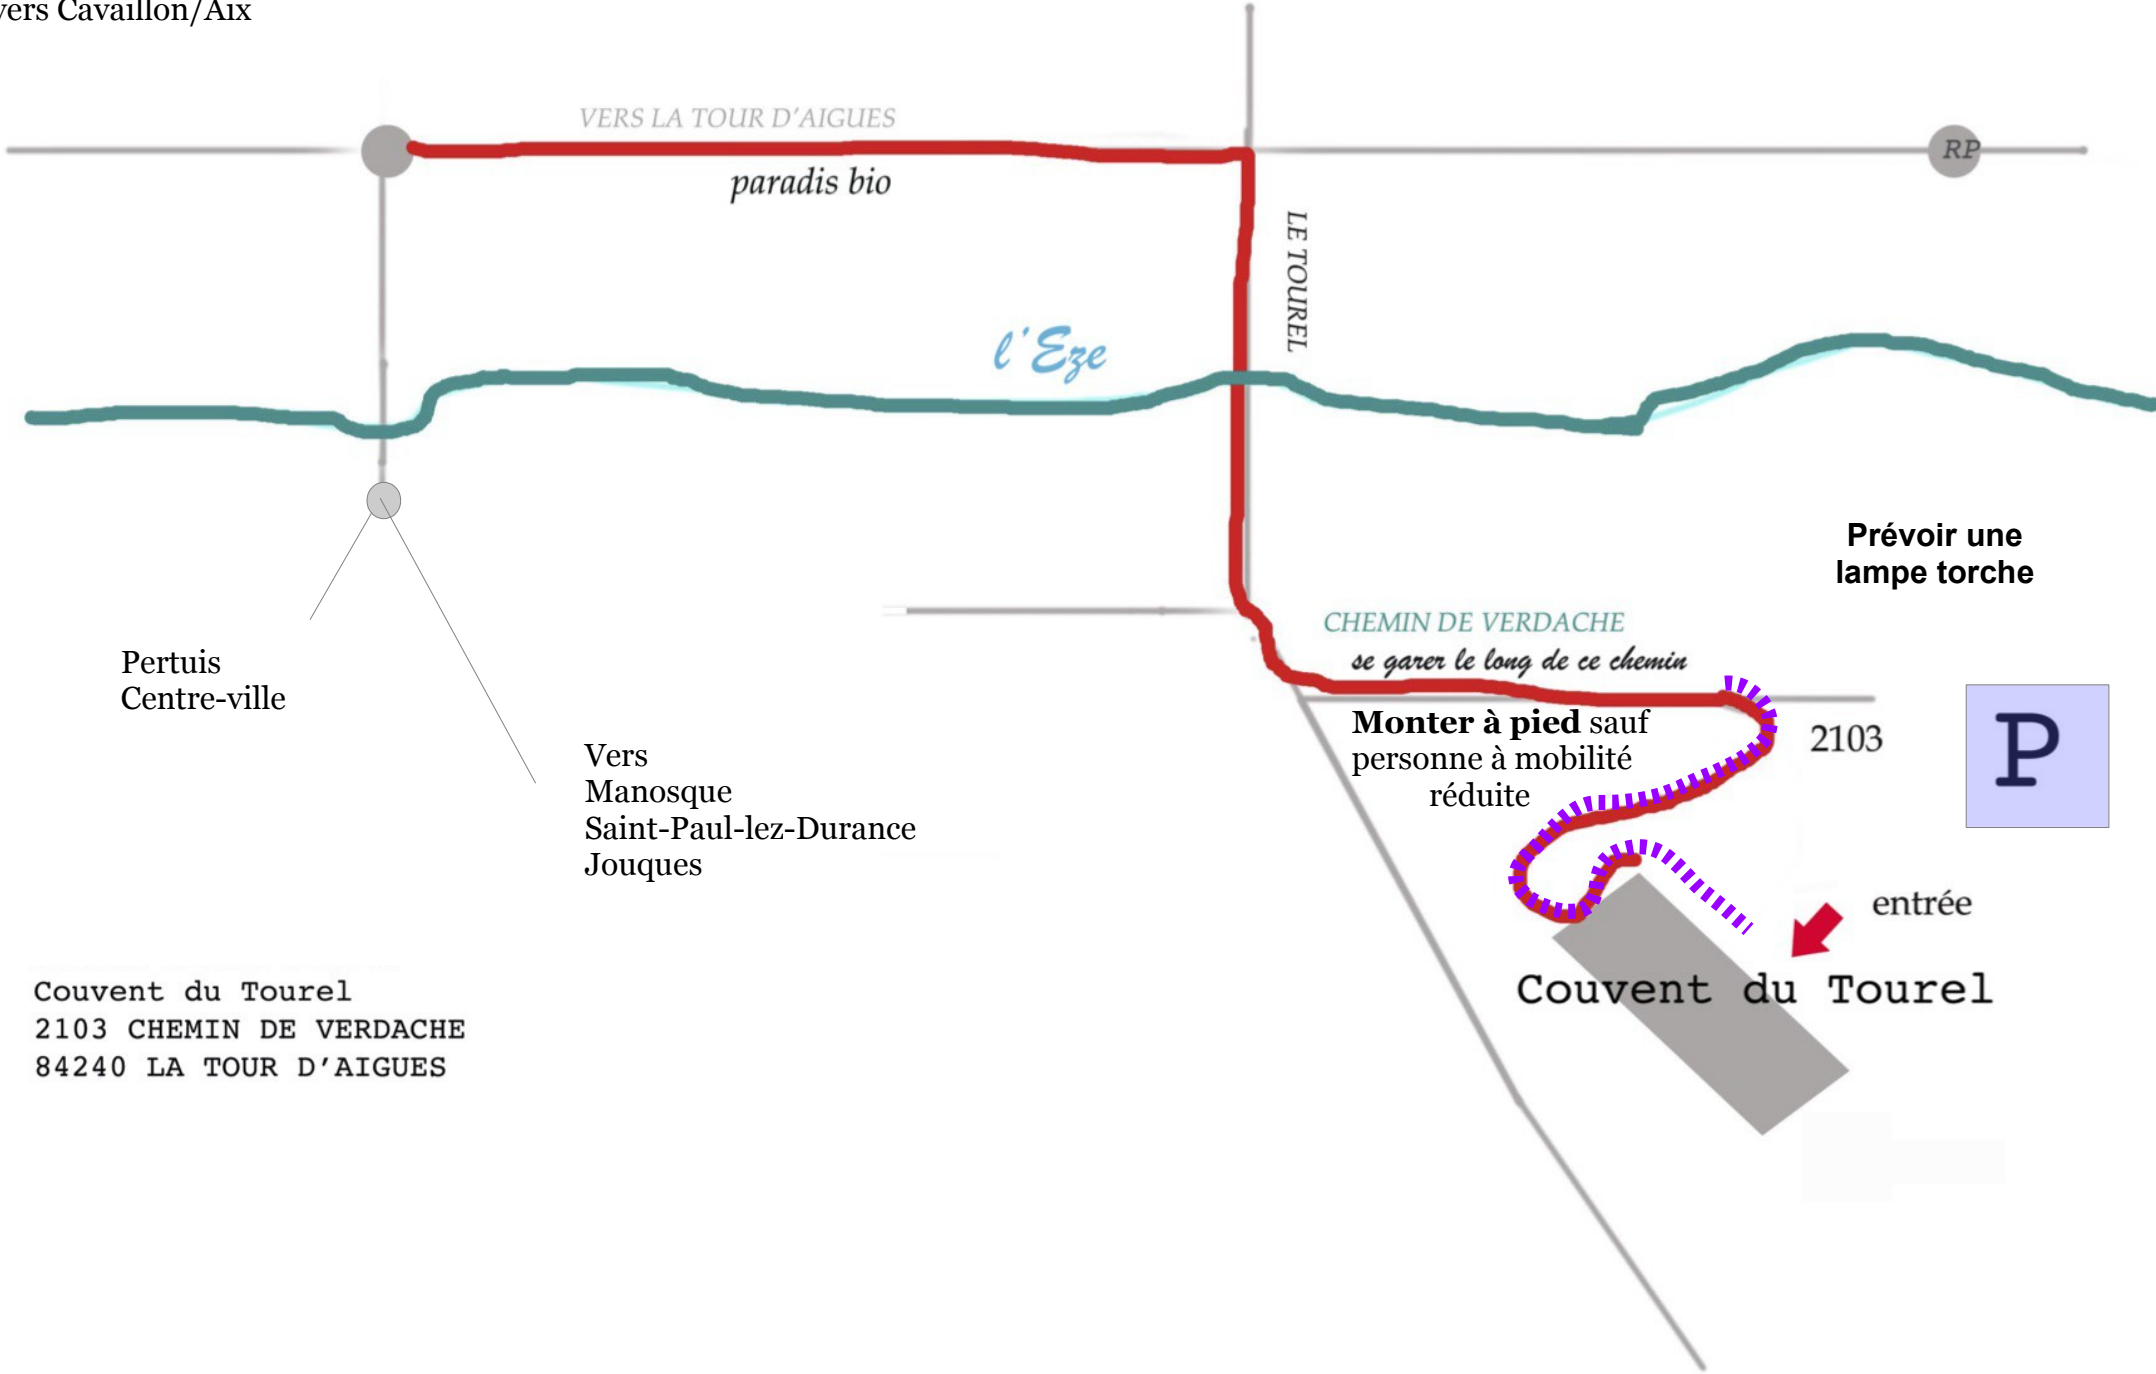 vers Cavaillon/Aix
VERS LA TOUR D'AIGUES
paradis bio
RP
LE TOUREL
l'Eze
Prévoir une
lampe torche
CHEMIN DE VERDACHE
se garer le long de ce chemin
Pertuis
Centre-ville
Monter à pied sauf
personne à mobilité
réduite
2103
P
Vers
Manosque
Saint-Paul-lez-Durance
Jouques
entrée
Couvent du Tourel
Couvent du Tourel
2103 CHEMIN DE VERDACHE
84240 LA TOUR D'AIGUES